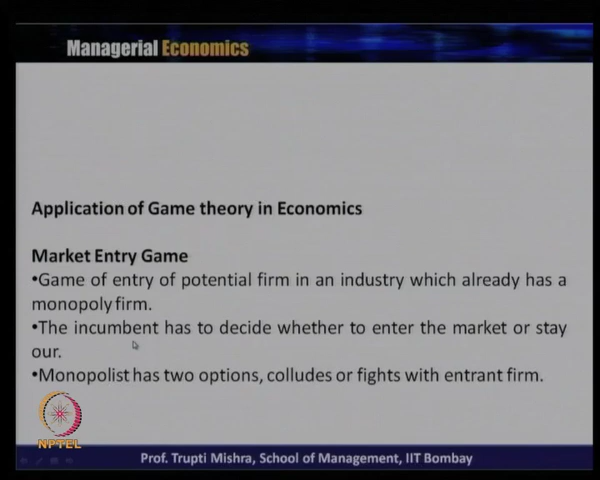 Managerial Economics
Application of Game theory in Economics
Market Entry Game
•Game of entry of potential firm in an industry which already has a
monopoly firm.
•The incumbent has to decide whether to enter the market or stay
our.
•Monopolist has two options, colludes or fights with entrant firm.
NPTEL
Prof. Trupti Mishra, School of Management, IIT Bombay